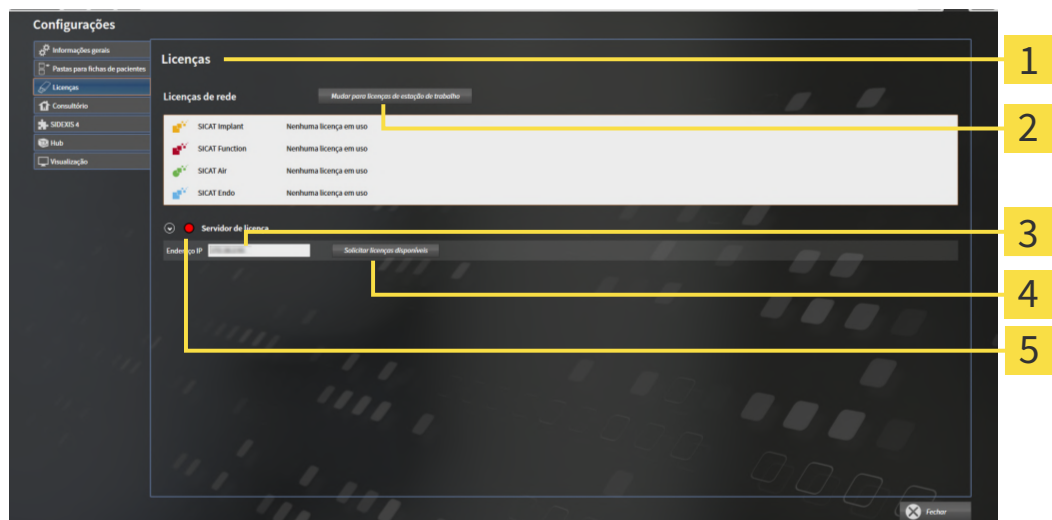 Configurações
Informações gerais
Pastas para fichas de pacientes
Licenças
Consultório
SIDEXIS 4
Hub
Visualização
Licenças
1
Licenças de rede
Mudar para licenças de estação de trabalho
2
SICAT Implant Nenhuma licença em uso
SICAT Function Nenhuma licença em uso
SICAT Air Nenhuma licença em uso
SICAT Endo Nenhuma licença em uso
Servidor de licença
3
Endereço IP
Solicitar licenças disponíveis
4
5
Fechar